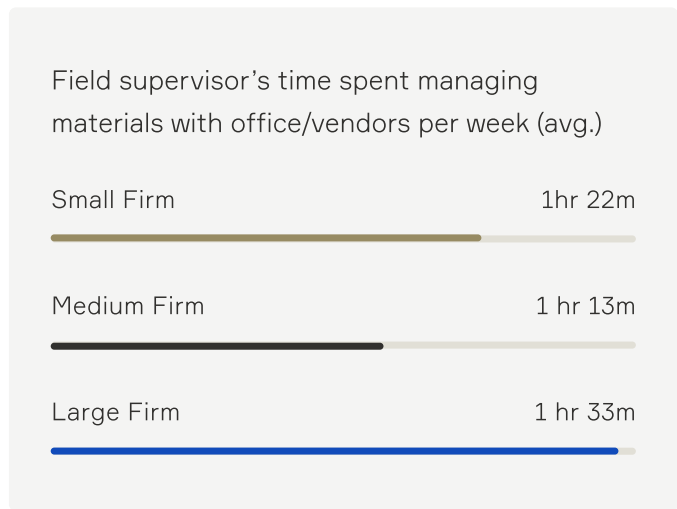 Field supervisor’s time spent managing
materials with office/vendors per week (avg.)
Small Firm 1hr 22m
Medium Firm 1 hr 13m
Large Firm 1 hr 33m